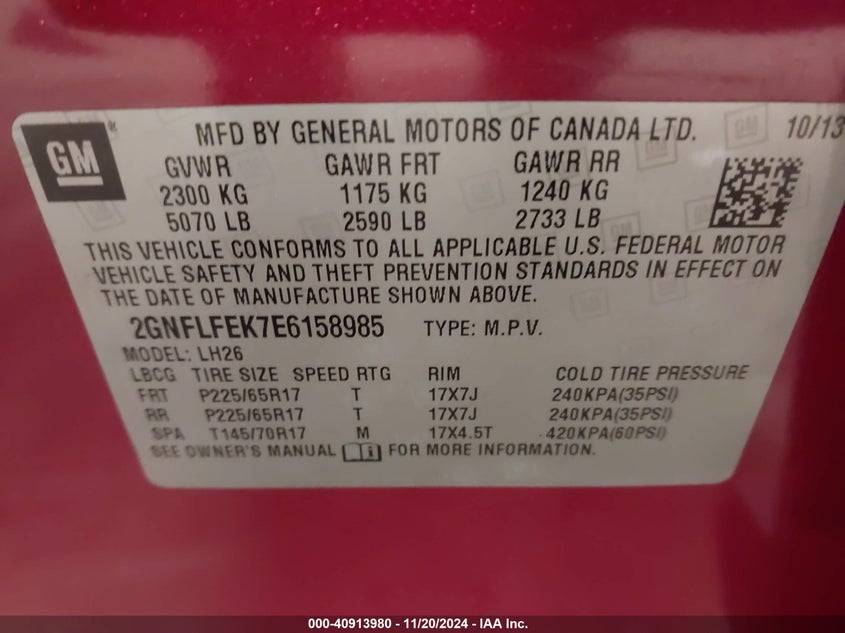 GM
MFD BY GENERAL MOTORS OF CANADA LTD. 10/13
GVWR GAWR FRT GAWR RR
2300 KG 1175 KG 1240 KG
5070 LB 2590 LB 2733 LB
THIS VEHICLE CONFORMS TO ALL APPLICABLE U.S. FEDERAL MOTOR
VEHICLE SAFETY AND THEFT PREVENTION STANDARDS IN EFFECT ON
THE DATE OF MANUFACTURE SHOWN ABOVE.
2GNFLFEK7E6158985 TYPE: M.P.V.
MODEL: LH26
LBCG TIRE SIZE SPEED RTG RIM COLD TIRE PRESSURE
FRT P225/65R17 T 17X7J 240KPA(35PSI)
RR P225/65R17 T 17X7J 240KPA(35PSI)
SPA T145/70R17 M 17X4.5T 420KPA(60PSI)
SEE OWNER'S MANUAL FOR MORE INFORMATION.
000-40913980 - 11/20/2024 - IAA Inc.